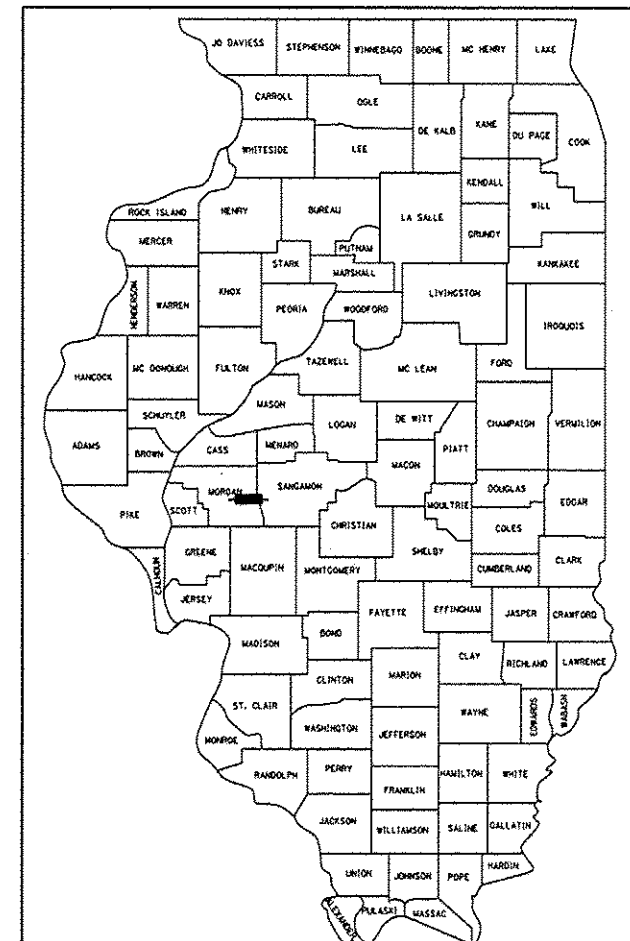 JO DAVIESS
STEPHENSON
WINNEBAGO
BOONE
MC HENRY
LAKE
CARROLL
OGLE
DE KALB
KANE
DU PAGE
COOK
WHITESIDE
LEE
KENDALL
WILL
ROCK ISLAND
HENRY
BUREAU
LA SALLE
GRUNDY
MERCER
PUTNAM
STARK
MARSHALL
KANKAKEE
HENDERSON
WARREN
KNOX
PEORIA
WOODFORD
LIVINGSTON
IROQUOIS
HANCOCK
MC DONOUGH
FULTON
TAZEWELL
MC LEAN
FORD
SCHUYLER
MASON
LOGAN
DE WITT
CHAMPAIGN
VERMILION
ADAMS
BROWN
CASS
MENARD
MACON
PIATT
PIKE
SCOTT
MORGAN
SANGAMON
CHRISTIAN
MOULTRIE
DOUGLAS
EDGAR
COLES
CALHOUN
GREENE
MACOUPIN
MONTGOMERY
SHELBY
CUMBERLAND
CLARK
JERSEY
FAYETTE
EFFINGHAM
JASPER
CRAWFORD
MADISON
BOND
CLAY
RICHLAND
LAWRENCE
CLINTON
MARION
ST. CLAIR
WASHINGTON
JEFFERSON
WAYNE
EDWARDS
WABASH
MONROE
RANDOLPH
PERRY
HAMILTON
WHITE
FRANKLIN
JACKSON
WILLIAMSON
SALINE
GALLATIN
UNION
JOHNSON
POPE
HARDIN
ALEXANDER
PULASKI
MASSAC